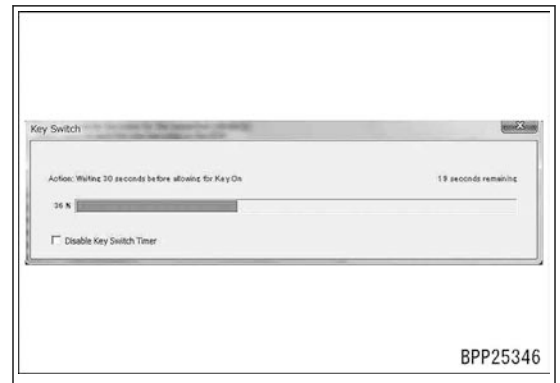 Key Switch
Action: Waiting 30 seconds before allowing for Key On
19 seconds remaining
36 %
Disable Key Switch Timer
BPP25346